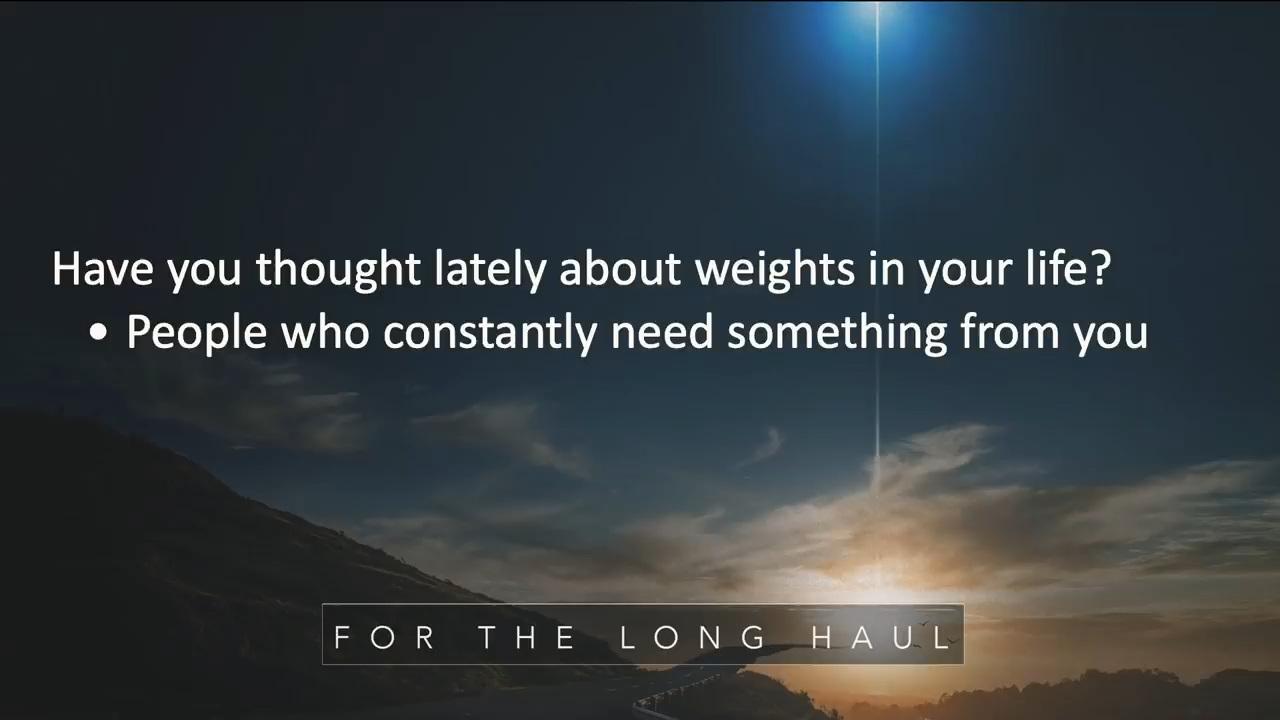 Have you thought lately about weights in your life?
• People who constantly need something from you
FOR THE LONG HAUL